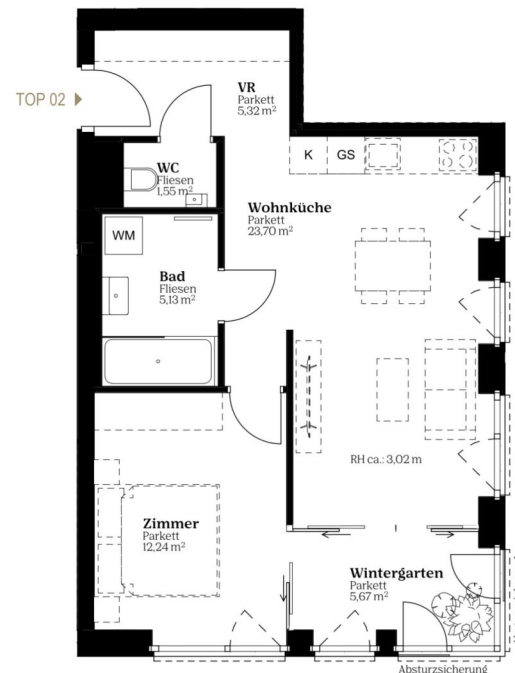 TOP 02
VR
Parkett
5,32 m²
K
GS
WC
Fliesen
1,55 m²
Wohnküche
Parkett
23,70 m²
WM
Bad
Fliesen
5,13 m²
RH ca.: 3,02 m
Zimmer
Parkett
12,24 m²
Wintergarten
Parkett
5,67 m²
Absturzsicherung